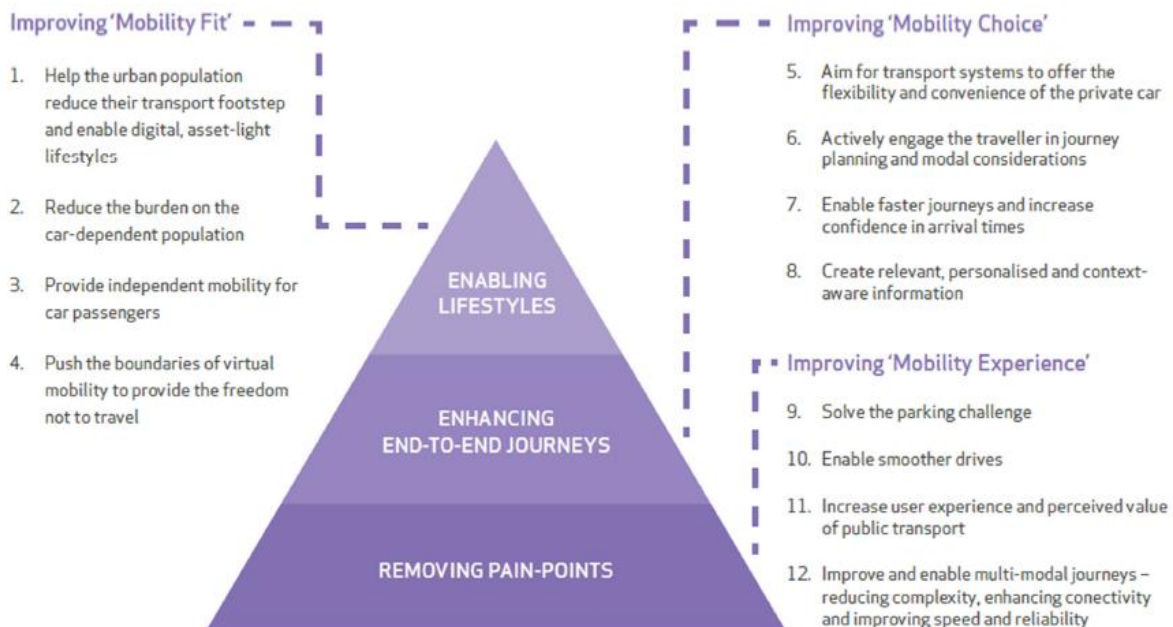 Improving 'Mobility Fit'
1. Help the urban population
reduce their transport footstep
and enable digital, asset-light
lifestyles
2. Reduce the burden on the
car-dependent population
3. Provide independent mobility for
car passengers
4. Push the boundaries of virtual
mobility to provide the freedom
not to travel
ENABLING
LIFESTYLES
ENHANCING
END-TO-END JOURNEYS
REMOVING PAIN-POINTS
Improving 'Mobility Choice'
5. Aim for transport systems to offer the
flexibility and convenience of the private car
6. Actively engage the traveller in journey
planning and modal considerations
7. Enable faster journeys and increase
confidence in arrival times
8. Create relevant, personalised and context-
aware information
Improving 'Mobility Experience'
9. Solve the parking challenge
10. Enable smoother drives
11. Increase user experience and perceived value
of public transport
12. Improve and enable multi-modal journeys –
reducing complexity, enhancing conectivity
and improving speed and reliability